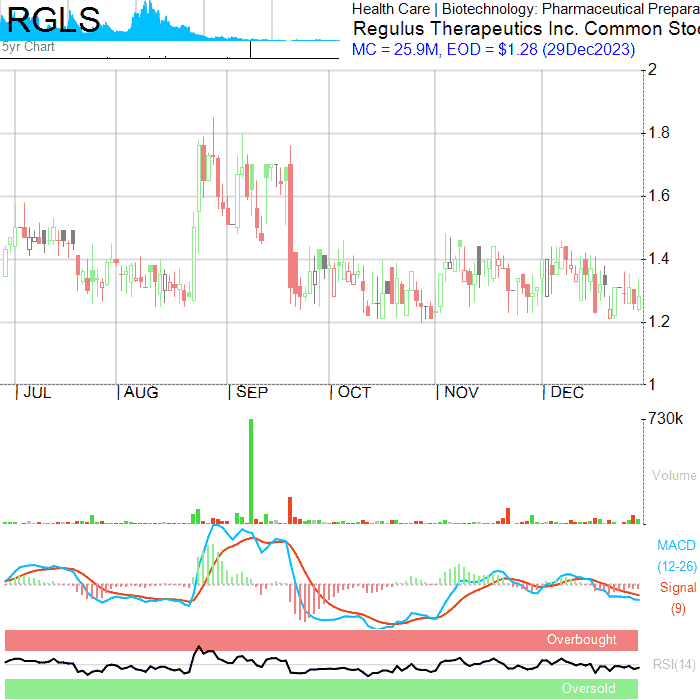 RGLS
5yr Chart
Health Care | Biotechnology: Pharmaceutical Prepara
Regulus Therapeutics Inc. Common Stoc
MC = 25.9M, EOD = $1.28 (29Dec2023)
2
1.8
1.6
1.4
1.2
1
JUL
AUG
SEP
OCT
NOV
DEC
730k
Volume
MACD
(12-26)
Signal
(9)
Overbought
RSI(14)
Oversold